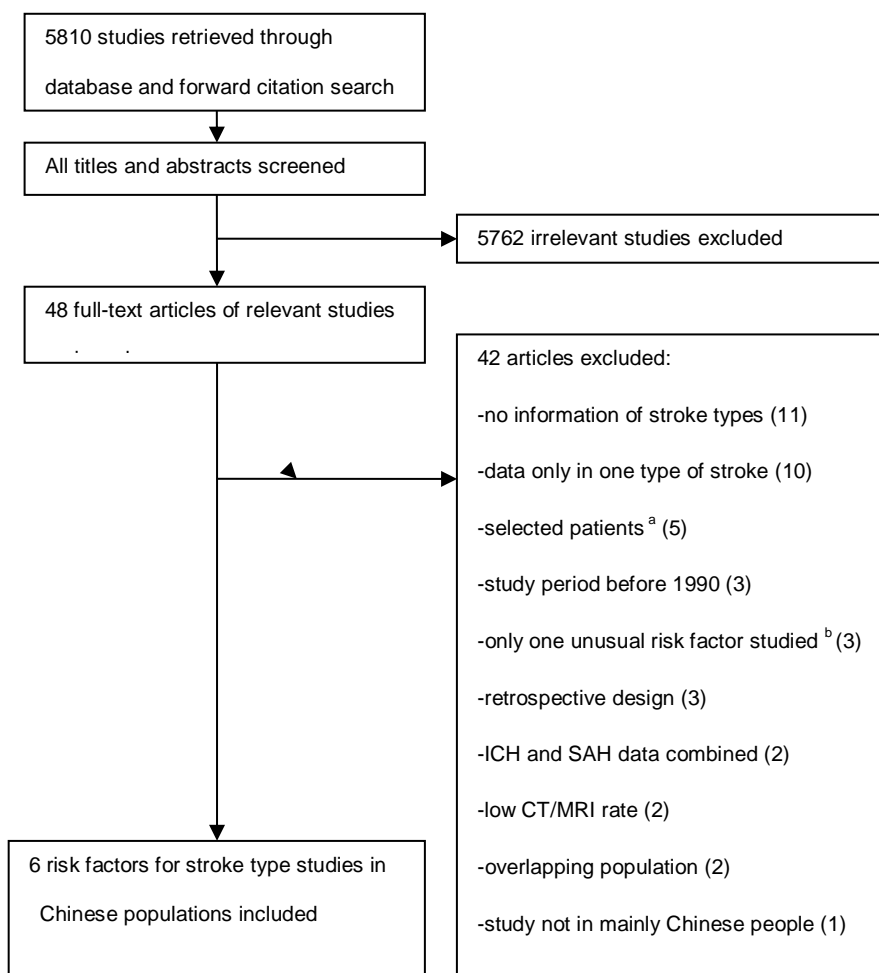 5810 studies retrieved through
database and forward citation search
All titles and abstracts screened
5762 irrelevant studies excluded
48 full-text articles of relevant studies
42 articles excluded:
-no information of stroke types (11)
-data only in one type of stroke (10)
-selected patients a (5)
-study period before 1990 (3)
-only one unusual risk factor studied b (3)
-retrospective design (3)
-ICH and SAH data combined (2)
-low CT/MRI rate (2)
-overlapping population (2)
-study not in mainly Chinese people (1)
6 risk factors for stroke type studies in
Chinese populations included